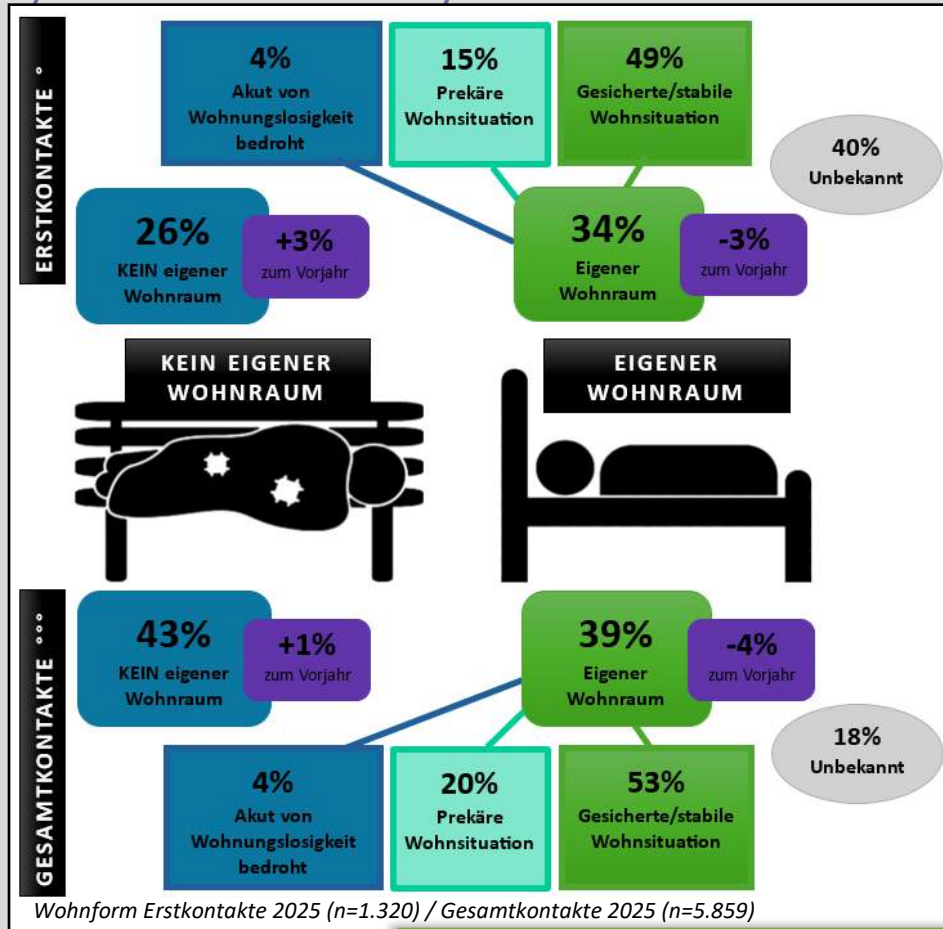 ERSTKONTAKTE °
4%
Akut von
Wohnungslosigkeit
bedroht
15%
Prekäre
Wohnsituation
49%
Gesicherte/stabile
Wohnsituation
40%
Unbekannt
26%
KEIN eigener
Wohnraum
+3%
zum Vorjahr
34%
Eigener
Wohnraum
-3%
zum Vorjahr
KEIN EIGENER
WOHNRAUM
EIGENER
WOHNRAUM
GESAMTKONTAKTE °°°
43%
KEIN eigener
Wohnraum
+1%
zum Vorjahr
39%
Eigener
Wohnraum
-4%
zum Vorjahr
18%
Unbekannt
4%
Akut von
Wohnungslosigkeit
bedroht
20%
Prekäre
Wohnsituation
53%
Gesicherte/stabile
Wohnsituation
Wohnform Erstkontakte 2025 (n=1.320) / Gesamtkontakte 2025 (n=5.859)